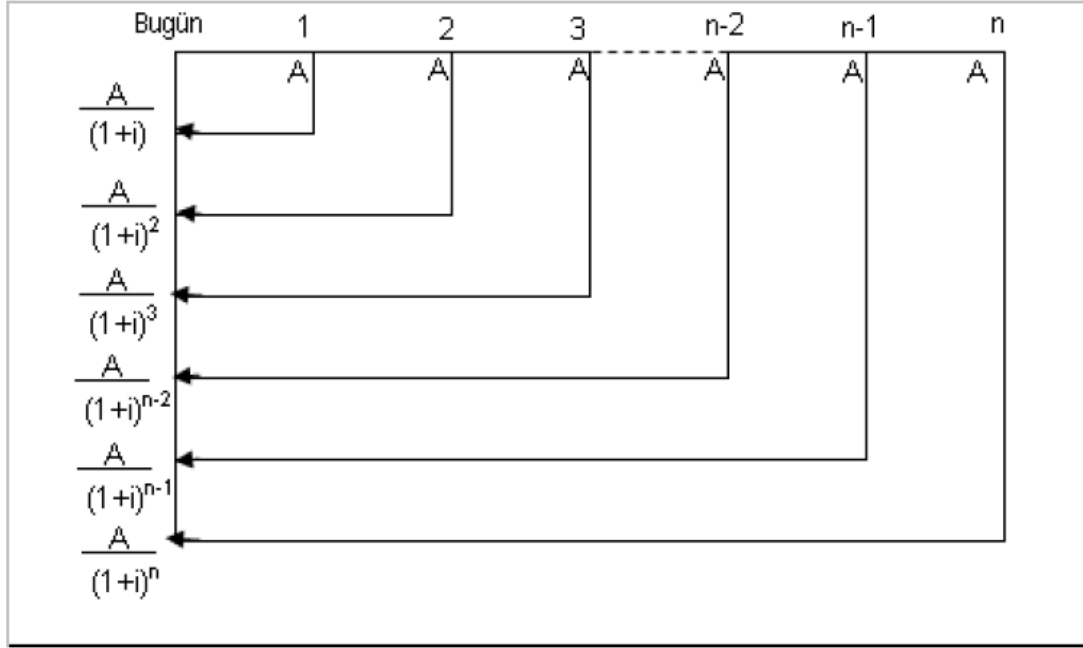 Bugün 1 2 3 n-2 n-1 n
A A A A A A
A
(1+i)
A
(1+i)²
A
(1+i)³
A
(1+i)ⁿ⁻²
A
(1+i)ⁿ⁻¹
A
(1+i)ⁿ